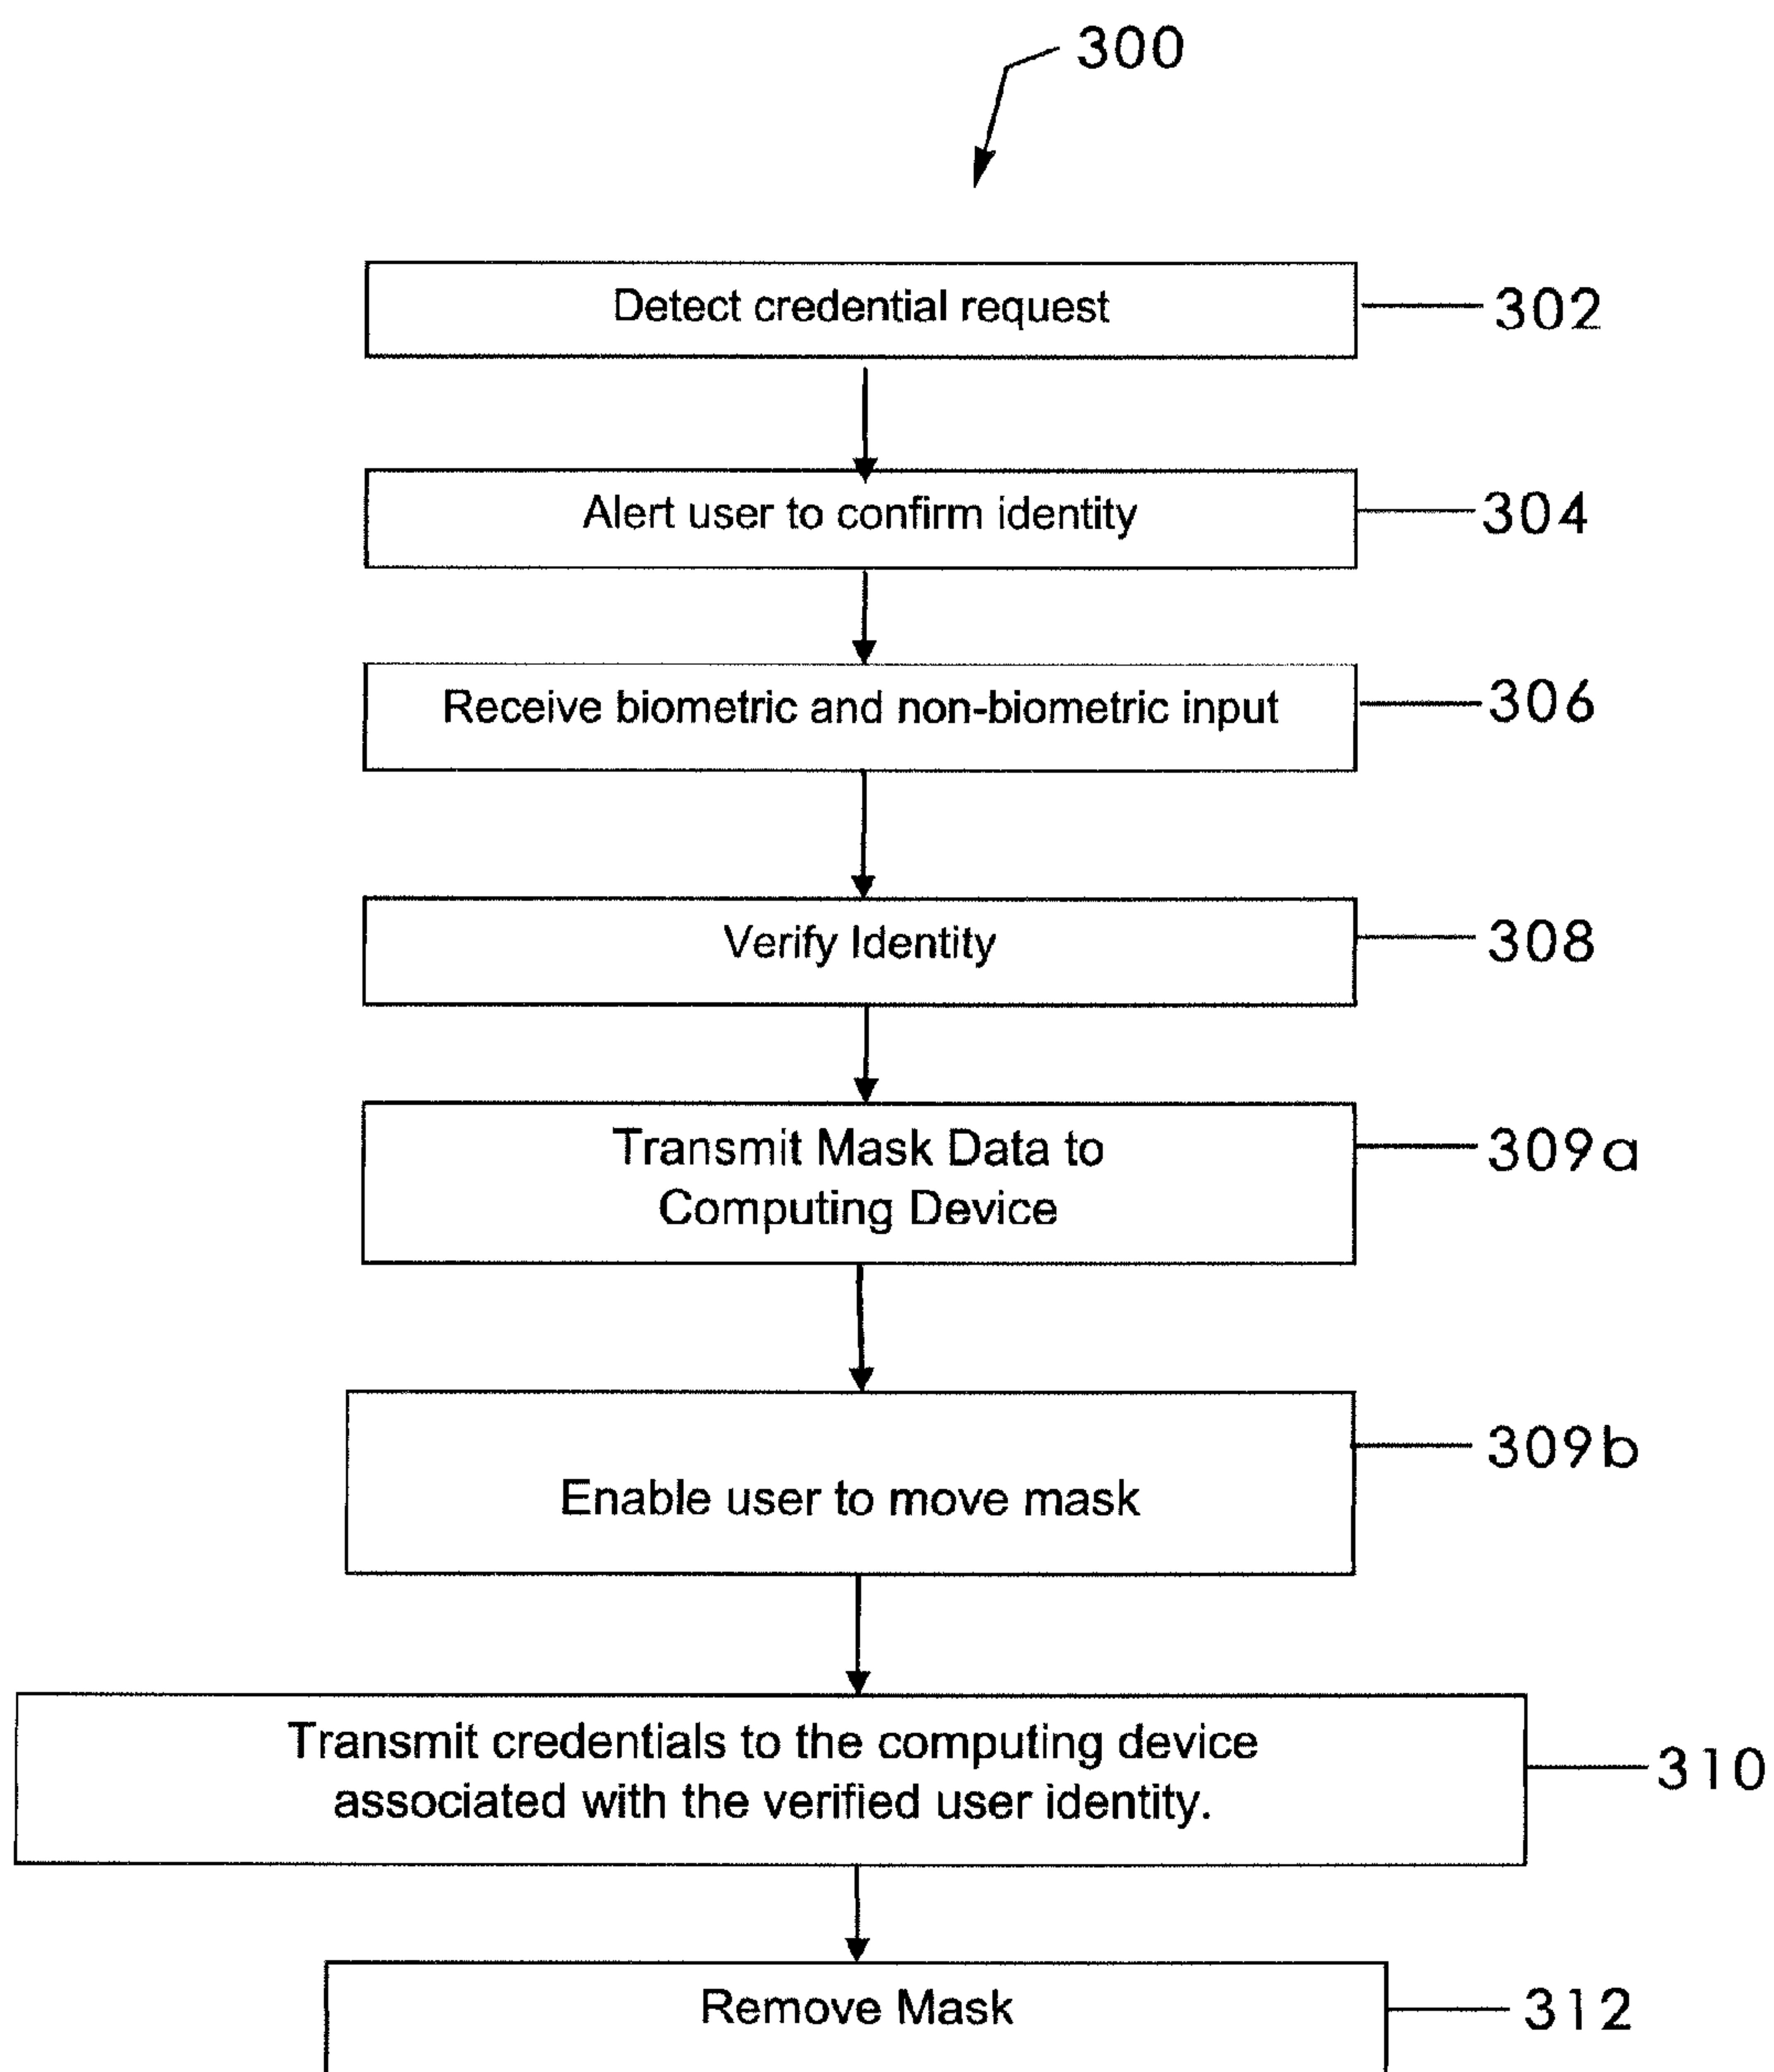 300
Detect credential request
302
Alert user to confirm identity
304
Receive biometric and non-biometric input
306
Verify Identity
308
Transmit Mask Data to
Computing Device
309a
Enable user to move mask
309b
Transmit credentials to the computing device
associated with the verified user identity.
310
Remove Mask
312